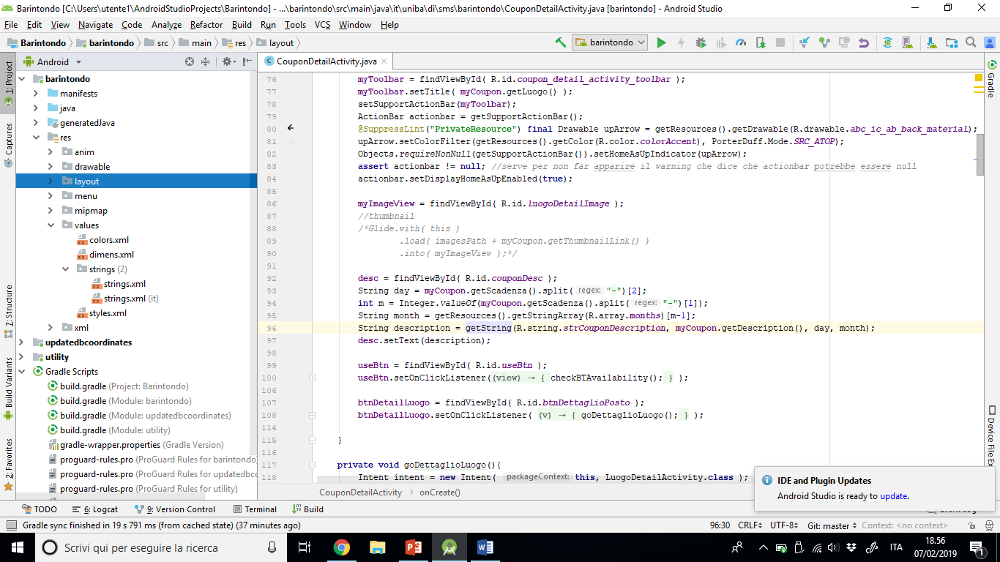 Barintondo [C:\Users\utente1\AndroidStudioProjects\Barintondo] - ...\barintondo\src\main\java\it\uniba\di\sms\barintondo\CouponDetailActivity.java [barintondo] - Android Studio
File Edit View Navigate Code Analyze Refactor Build Run Tools VCS Window Help
Barintondo barintondo src main res layout barintondo
1: Project
Captures
7: Structure
Build Variants
2: Favorites
Android
barintondo
manifests
java
generatedJava
res
anim
drawable
layout
menu
mipmap
values
colors.xml
dimens.xml
strings (2)
strings.xml
strings.xml (it)
styles.xml
xml
updatedbcoordinates
utility
Gradle Scripts
build.gradle (Project: Barintondo)
build.gradle (Module: barintondo)
build.gradle (Module: updatedbcoordinates)
build.gradle (Module: utility)
gradle-wrapper.properties (Gradle Version)
proguard-rules.pro (ProGuard Rules for barintondo
proguard-rules.pro (ProGuard Rules for updatedbc
proguard-rules.pro (ProGuard Rules for utility)
CouponDetailActivity.java
76 myToolbar = findViewById( R.id.coupon_detail_activity_toolbar );
77 myToolbar.setTitle( myCoupon.getLuogo() );
78 setSupportActionBar(myToolbar);
79 ActionBar actionbar = getSupportActionBar();
80 @SuppressLint("PrivateResource") final Drawable upArrow = getResources().getDrawable(R.drawable.abc_ic_ab_back_material);
81 upArrow.setColorFilter(getResources().getColor(R.color.colorAccent), PorterDuff.Mode.SRC_ATOP);
82 Objects.requireNonNull(getSupportActionBar()).setHomeAsUpIndicator(upArrow);
83 assert actionbar != null; //serve per non far apparire il warning che dice che actionbar potrebbe essere null
84 actionbar.setDisplayHomeAsUpEnabled(true);
85
86 myImageView = findViewById( R.id.luogoDetailImage );
87 //thumbnail
88 /*Glide.with( this )
89 .load( imagesPath + myCoupon.getThumbnailLink() )
90 .into( myImageView );*/
91
92 desc = findViewById( R.id.couponDesc );
93 String day = myCoupon.getScadenza().split( regex: "-")[2];
94 int m = Integer.valueOf(myCoupon.getScadenza().split( regex: "-")[1]);
95 String month = getResources().getStringArray(R.array.months)[m-1];
96 String description = getString(R.string.strCouponDescription, myCoupon.getDescription(), day, month);
97 desc.setText(description);
98
99 useBtn = findViewById( R.id.useBtn );
100 useBtn.setOnClickListener((view) → { checkBTAvailability(); } );
106
107 btnDetailLuogo = findViewById( R.id.btnDettaglioPosto );
108 btnDetailLuogo.setOnClickListener( (v) → { goDettaglioLuogo(); } );
114
115 }
116
117 private void goDettaglioLuogo(){
118 Intent intent = new Intent( packageContext: this, LuogoDetailActivity.class );
CouponDetailActivity onCreate()
Gradle
Device File Ex
IDE and Plugin Updates
Android Studio is ready to update.
TODO 6: Logcat 9: Version Control Terminal Build
Gradle sync finished in 19 s 791 ms (from cached state) (37 minutes ago) 96:30 CRLF UTF-8 Git: master Context: <no context>
Scrivi qui per eseguire la ricerca ITA 18.56
07/02/2019 1